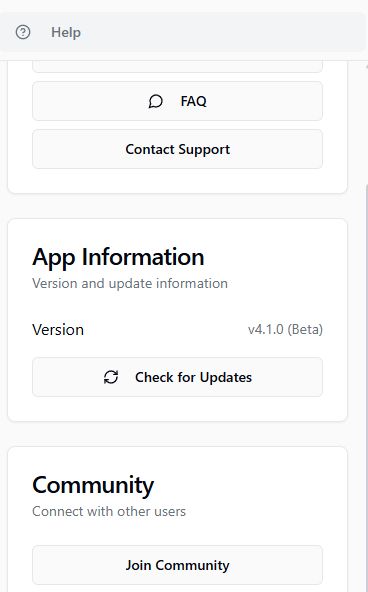 Help
FAQ
Contact Support
App Information
Version and update information
Version v4.1.0 (Beta)
Check for Updates
Community
Connect with other users
Join Community